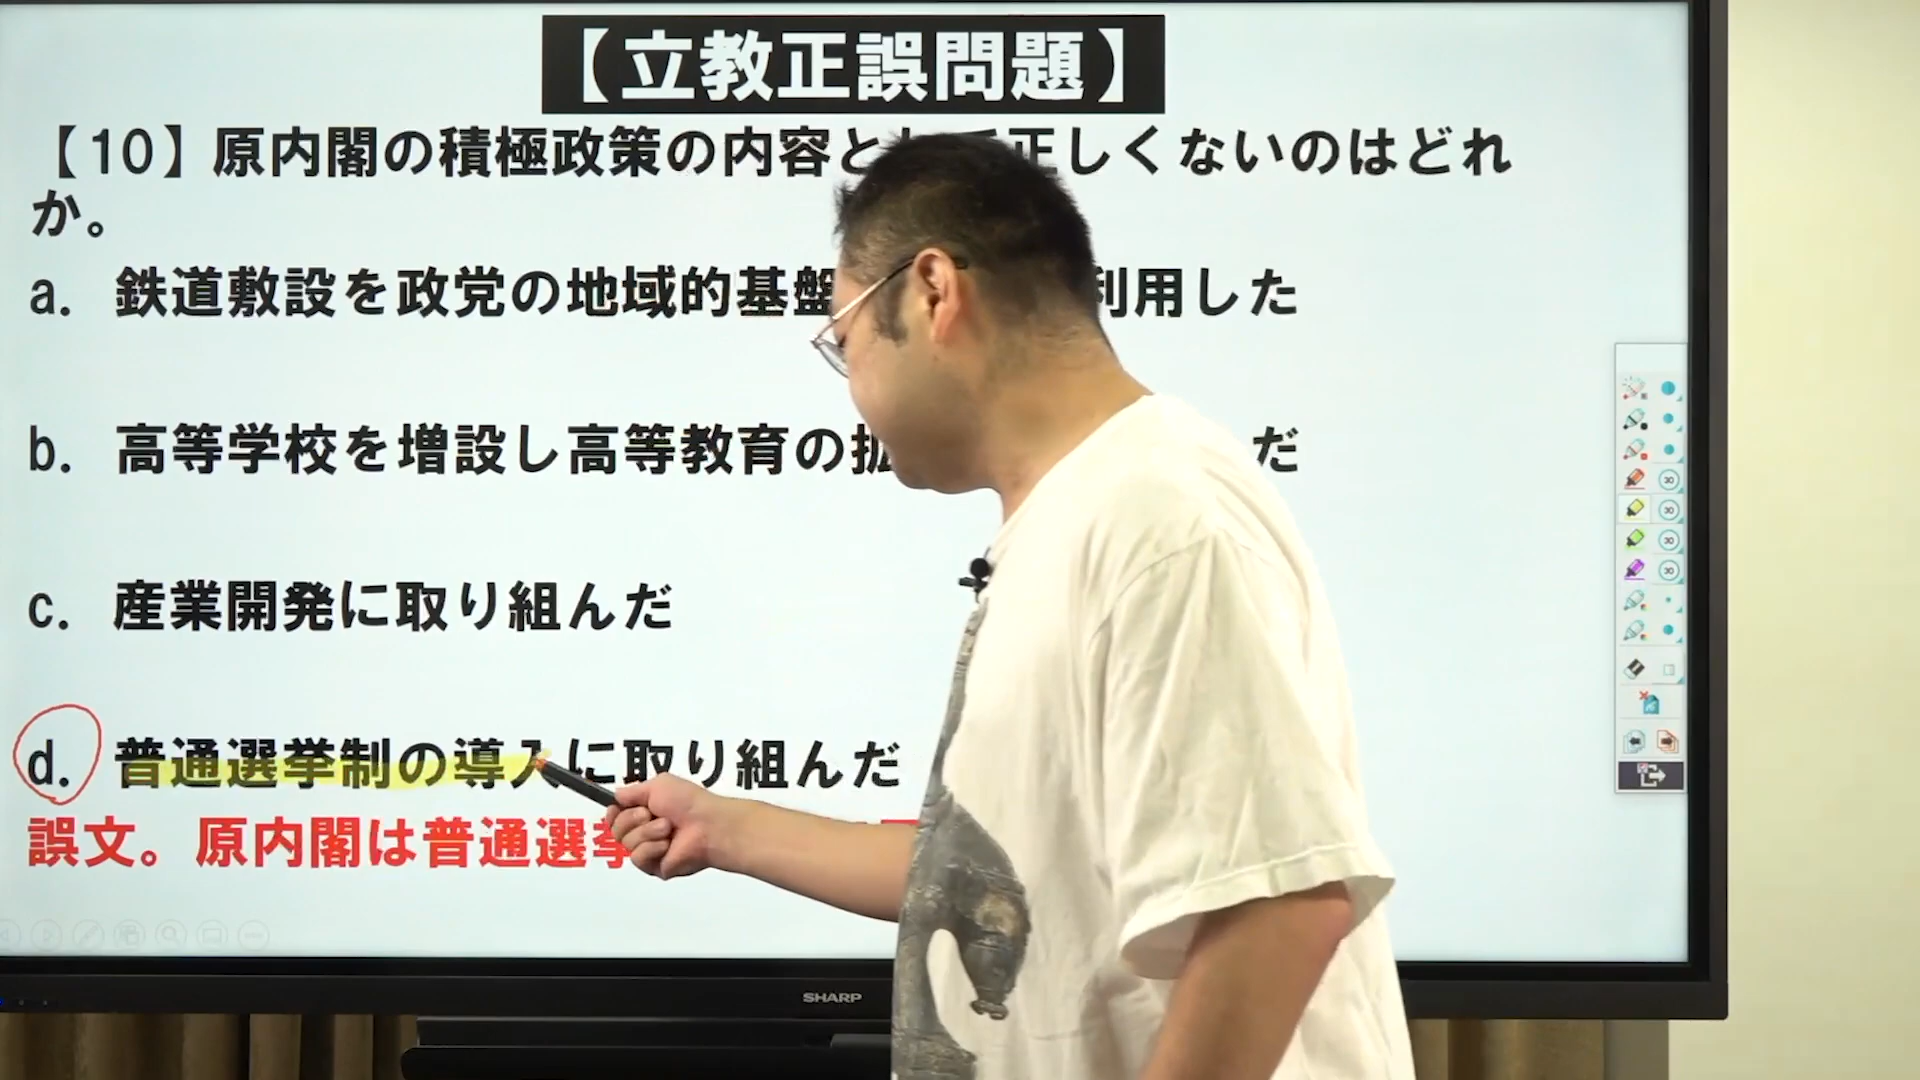 【立教正誤問題】
【10】原内閣の積極政策の内容と 正しくないのはどれ
か。
a. 鉄道敷設を政党の地域的基盤 利用した
b. 高等学校を増設し高等教育の拡 だ
c. 産業開発に取り組んだ
d. 普通選挙制の導入に取り組んだ
誤文。原内閣は普通選挙
SHARP